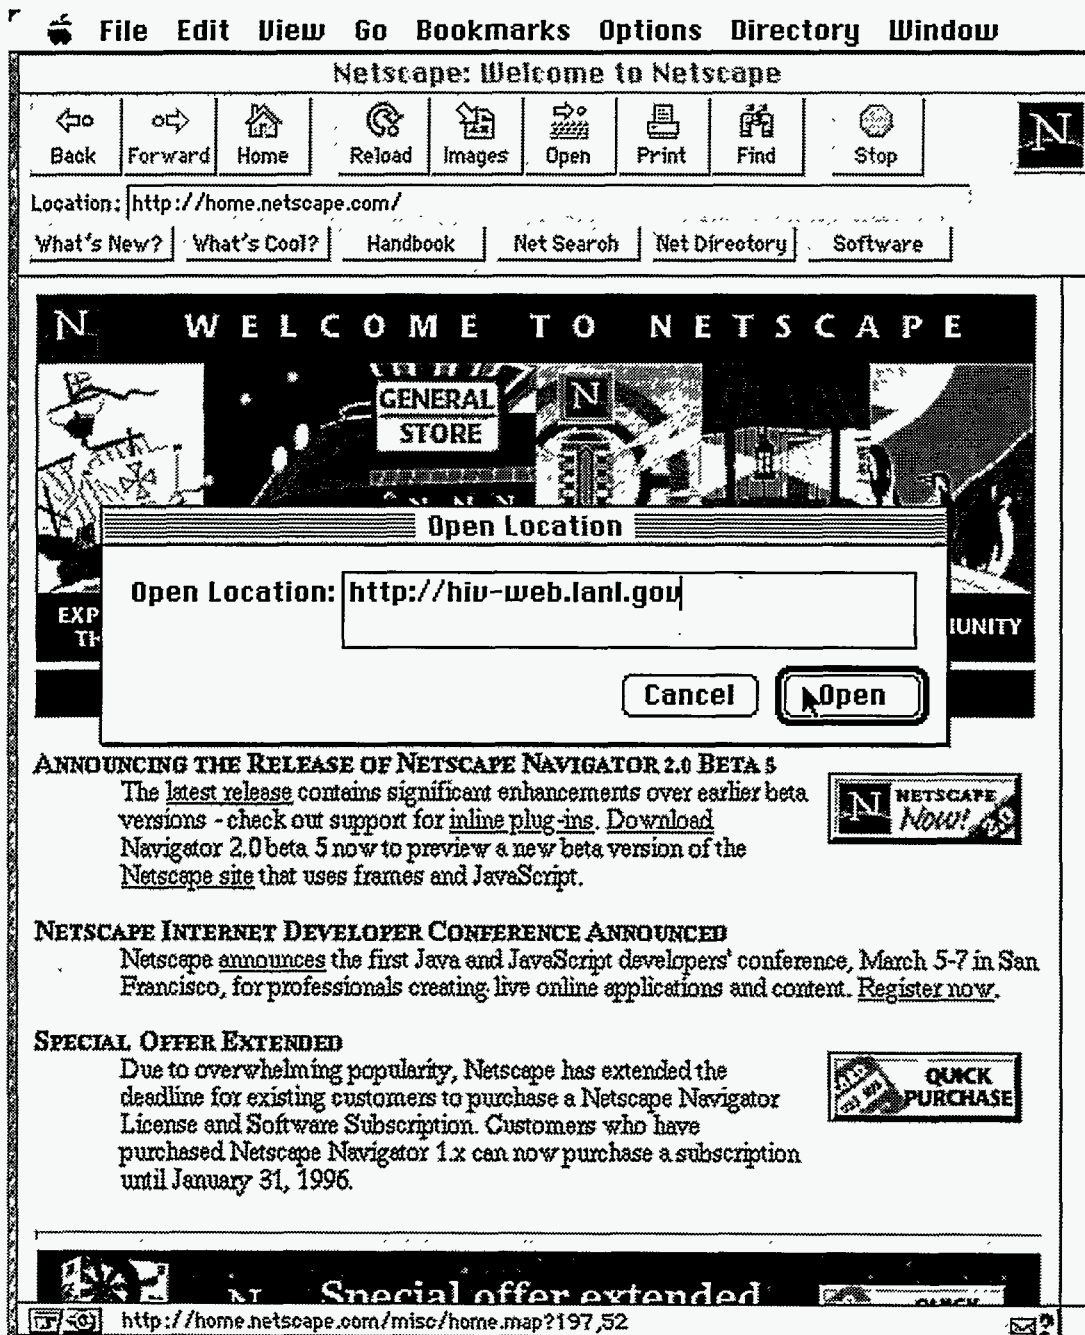 File Edit View Go Bookmarks Options Directory Window
Netscape: Welcome to Netscape
Back Forward Home Reload Images Open Print Find Stop
N
Location: http://home.netscape.com/
What's New? What's Cool? Handbook Net Search Net Directory Software
N WELCOME TO NETSCAPE
GENERAL
STORE
N
Open Location
Open Location: http://hiv-web.lanl.gov
EXP
TH
IUNITY
Cancel Open
ANNOUNCING THE RELEASE OF NETSCAPE NAVIGATOR 2.0 BETA 5
The latest release contains significant enhancements over earlier beta
versions - check out support for inline plug-ins. Download
Navigator 2.0 beta 5 now to preview a new beta version of the
Netscape site that uses frames and JavaScript.
N NETSCAPE
Now! 2.0
NETSCAPE INTERNET DEVELOPER CONFERENCE ANNOUNCED
Netscape announces the first Java and JavaScript developers' conference, March 5-7 in San
Francisco, for professionals creating live online applications and content. Register now.
SPECIAL OFFER EXTENDED
Due to overwhelming popularity, Netscape has extended the
deadline for existing customers to purchase a Netscape Navigator
License and Software Subscription. Customers who have
purchased Netscape Navigator 1.x can now purchase a subscription
until January 31, 1996.
QUICK
PURCHASE
N Special offer extended
QUICK
http://home.netscape.com/misc/home.map?197,52